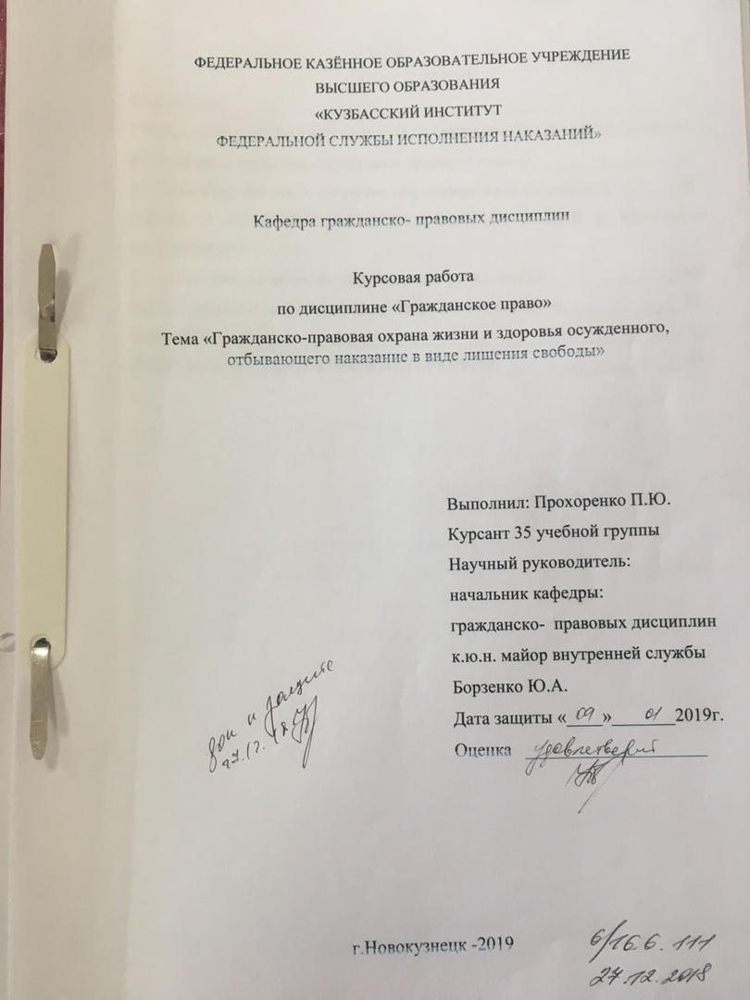 ФЕДЕРАЛЬНОЕ КАЗЁННОЕ ОБРАЗОВАТЕЛЬНОЕ УЧРЕЖДЕНИЕ
ВЫСШЕГО ОБРАЗОВАНИЯ
«КУЗБАССКИЙ ИНСТИТУТ
ФЕДЕРАЛЬНОЙ СЛУЖБЫ ИСПОЛНЕНИЯ НАКАЗАНИЙ»
Кафедра гражданско- правовых дисциплин
Курсовая работа
по дисциплине «Гражданское право»
Тема «Гражданско-правовая охрана жизни и здоровья осужденного,
отбывающего наказание в виде лишения свободы»
Выполнил: Прохоренко П.Ю.
Курсант 35 учебной группы
Научный руководитель:
начальник кафедры:
гражданско- правовых дисциплин
к.ю.н. майор внутренней службы
Борзенко Ю.А.
Дата защиты «09» 01 2019г.
Оценка удовлетворит
доп к защите
27.12.18
г.Новокузнецк -2019
6/16.6. 111
27.12.2018